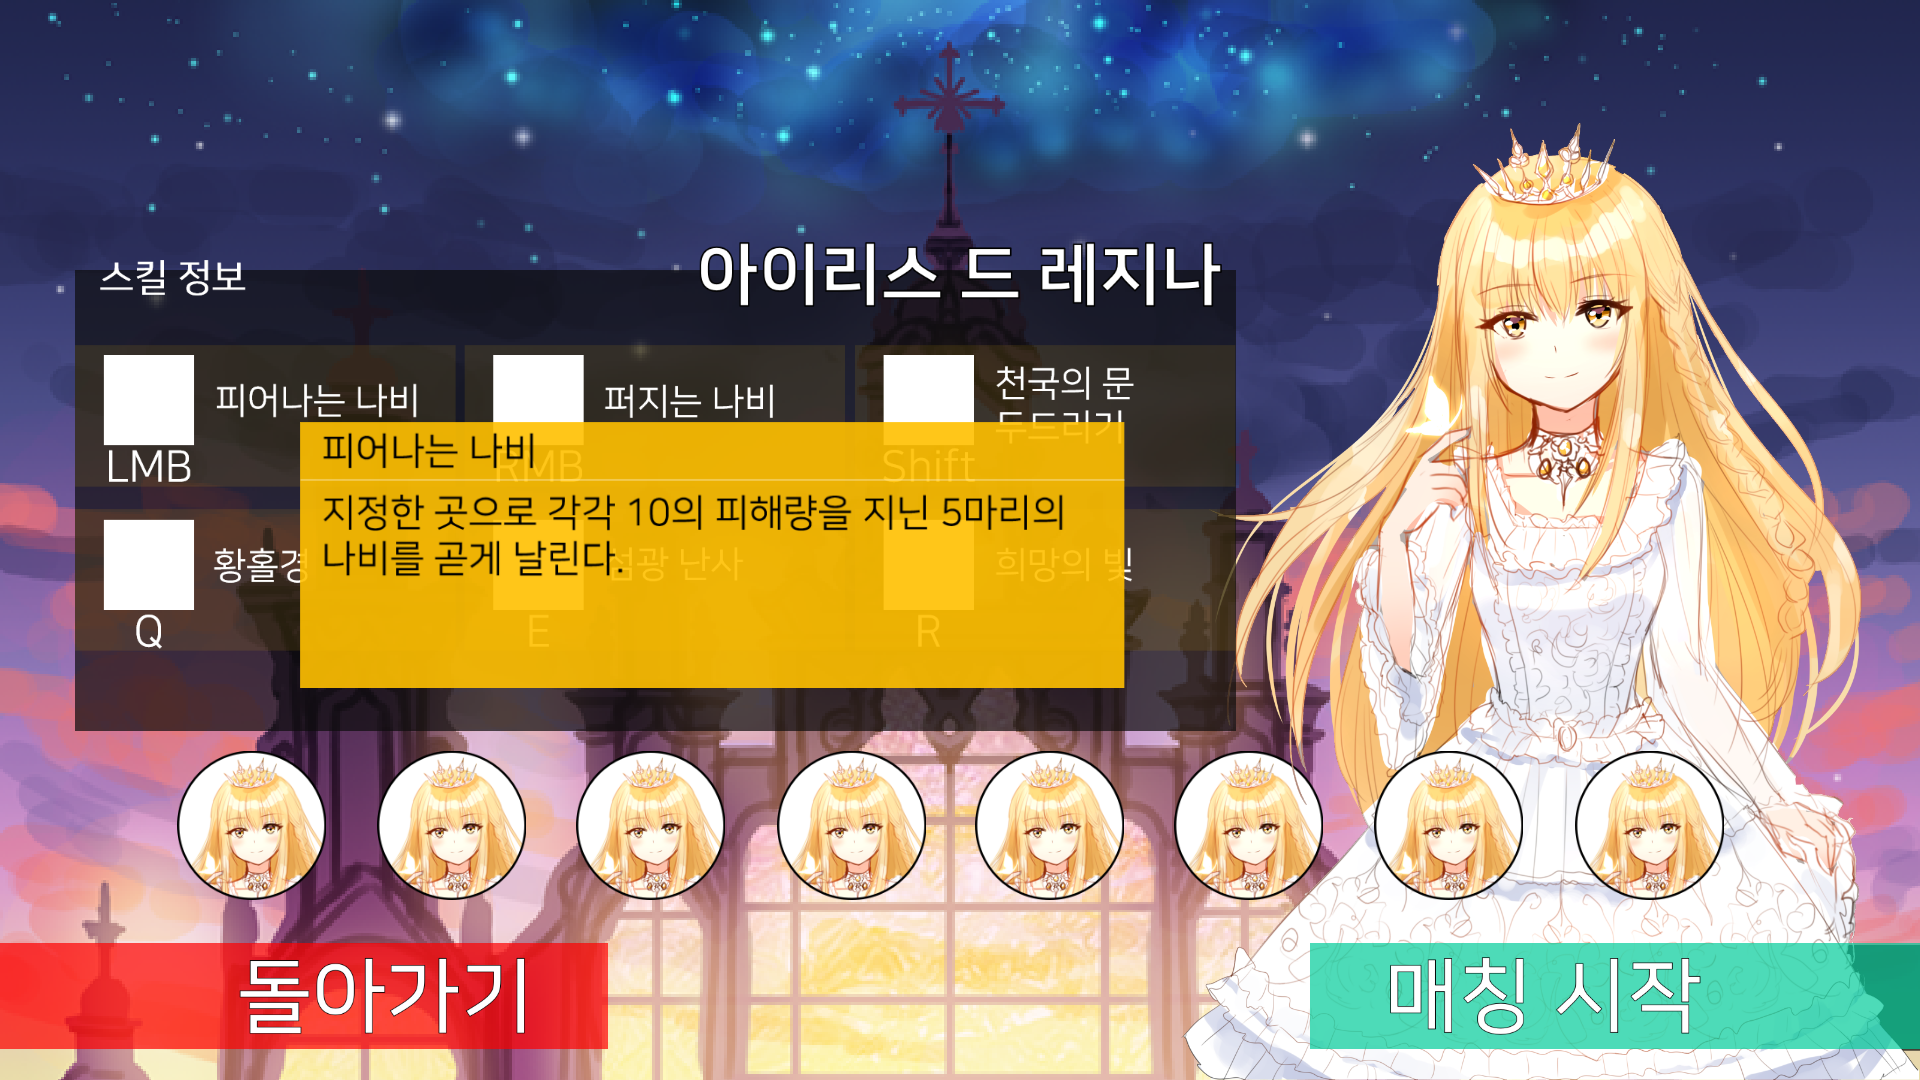 스킬 정보
아이리스 드 레지나
피어나는 나비
LMB
퍼지는 나비
RMB
천국의 문
두드리기
Shift
피어나는 나비
지정한 곳으로 각각 10의 피해량을 지닌 5마리의
나비를 곧게 날린다.
황홀경
Q
섬광 난사
E
희망의 빛
R
돌아가기
매칭 시작